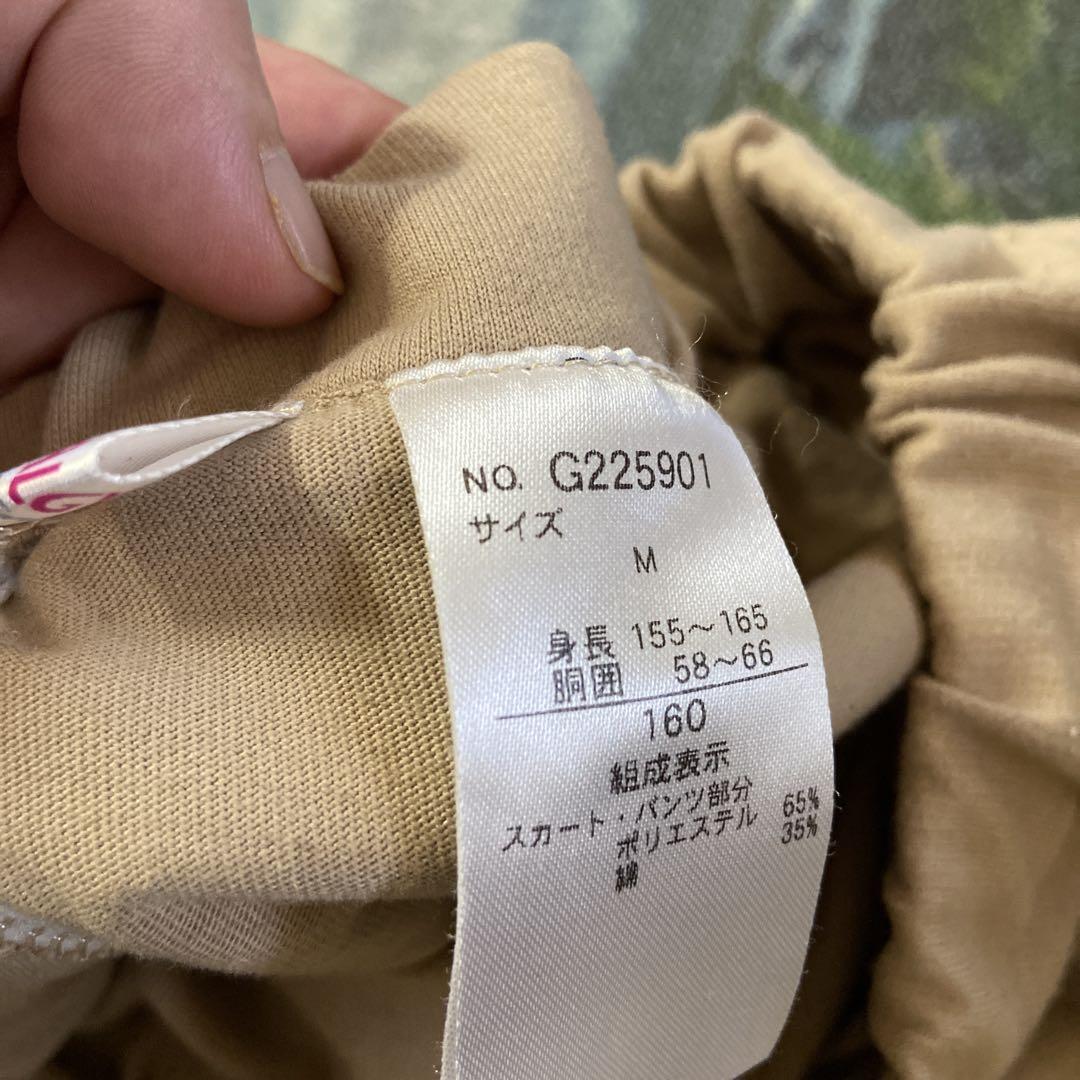 NO. G225901
サイズ
M
身長 155~165
胴囲 58~66
160
組成表示
スカート・パンツ部分
ポリエステル 65%
綿 35%